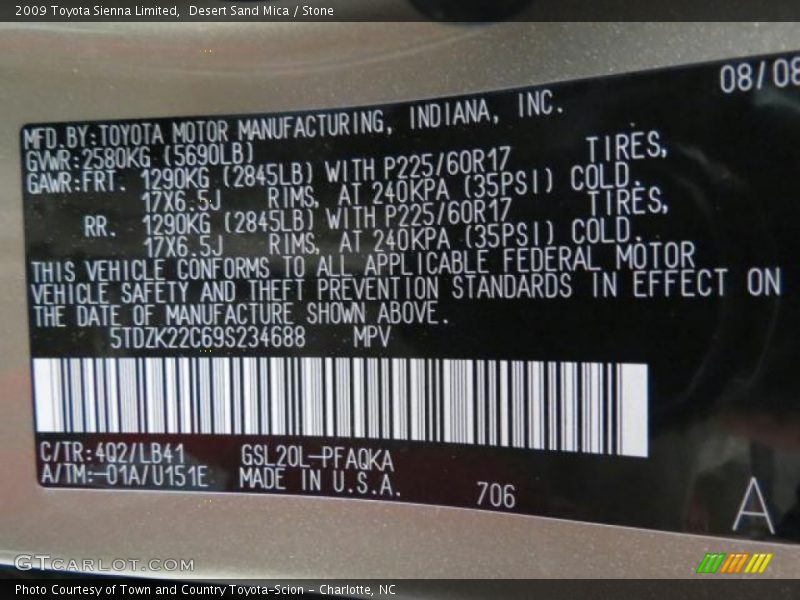 2009 Toyota Sienna Limited, Desert Sand Mica / Stone
08/08
MFD.BY:TOYOTA MOTOR MANUFACTURING, INDIANA, INC.
GVWR:2580KG (5690LB)
GAWR:FRT. 1290KG (2845LB) WITH P225/60R17 TIRES,
17X6.5J RIMS, AT 240KPA (35PSI) COLD.
RR. 1290KG (2845LB) WITH P225/60R17 TIRES,
17X6.5J RIMS, AT 240KPA (35PSI) COLD.
THIS VEHICLE CONFORMS TO ALL APPLICABLE FEDERAL MOTOR
VEHICLE SAFETY AND THEFT PREVENTION STANDARDS IN EFFECT ON
THE DATE OF MANUFACTURE SHOWN ABOVE.
5TDZK22C69S234688 MPV
C/TR:4Q2/LB41 GSL20L-PFAQKA
A/TM:-01A/U151E MADE IN U.S.A.
706
A
GTCARLOT.COM
Photo Courtesy of Town and Country Toyota-Scion - Charlotte, NC